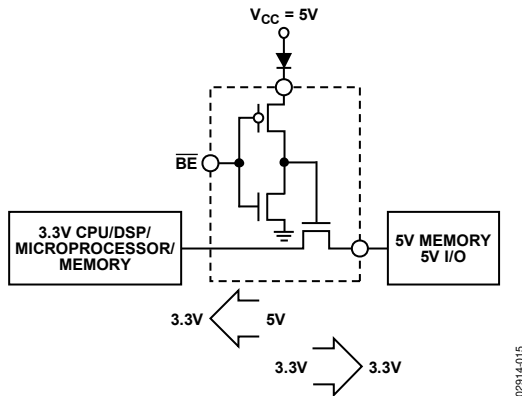 VCC = 5V
BE
3.3V CPU/DSP/
MICROPROCESSOR/
MEMORY
5V MEMORY
5V I/O
3.3V 5V
3.3V 3.3V
02914-015